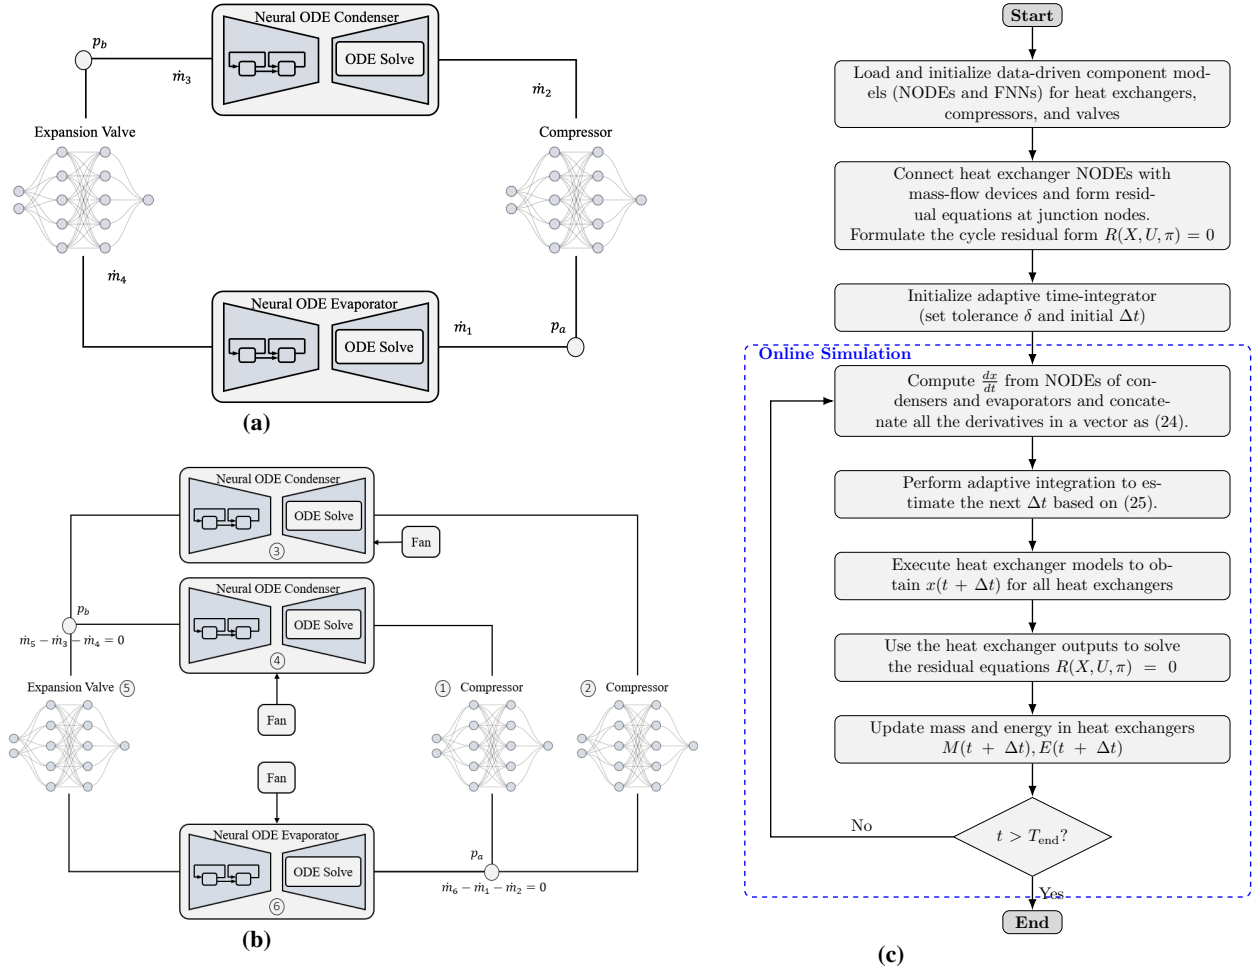 Neural ODE Condenser
ODE Solve
p_b
ṁ_3
ṁ_2
Expansion Valve
Compressor
ṁ_4
Neural ODE Evaporator
ODE Solve
ṁ_1
p_a
(a)
Neural ODE Condenser
ODE Solve
③
Fan
Neural ODE Condenser
ODE Solve
④
p_b
ṁ_5 − ṁ_3 − ṁ_4 = 0
Expansion Valve ⑤
① Compressor
② Compressor
Fan
Fan
Neural ODE Evaporator
ODE Solve
⑥
p_a
ṁ_6 − ṁ_1 − ṁ_2 = 0
(b)
Start
Load and initialize data-driven component mod-
els (NODEs and FNNs) for heat exchangers,
compressors, and valves
Connect heat exchanger NODEs with
mass-flow devices and form resid-
ual equations at junction nodes.
Formulate the cycle residual form R(X, U, π) = 0
Initialize adaptive time-integrator
(set tolerance δ and initial Δt)
Online Simulation
Compute dx/dt from NODEs of con-
densers and evaporators and concate-
nate all the derivatives in a vector as (24).
Perform adaptive integration to es-
timate the next Δt based on (25).
Execute heat exchanger models to ob-
tain x(t + Δt) for all heat exchangers
Use the heat exchanger outputs to solve
the residual equations R(X, U, π) = 0
Update mass and energy in heat exchangers
M(t + Δt), E(t + Δt)
t > T_end?
No
Yes
End
(c)